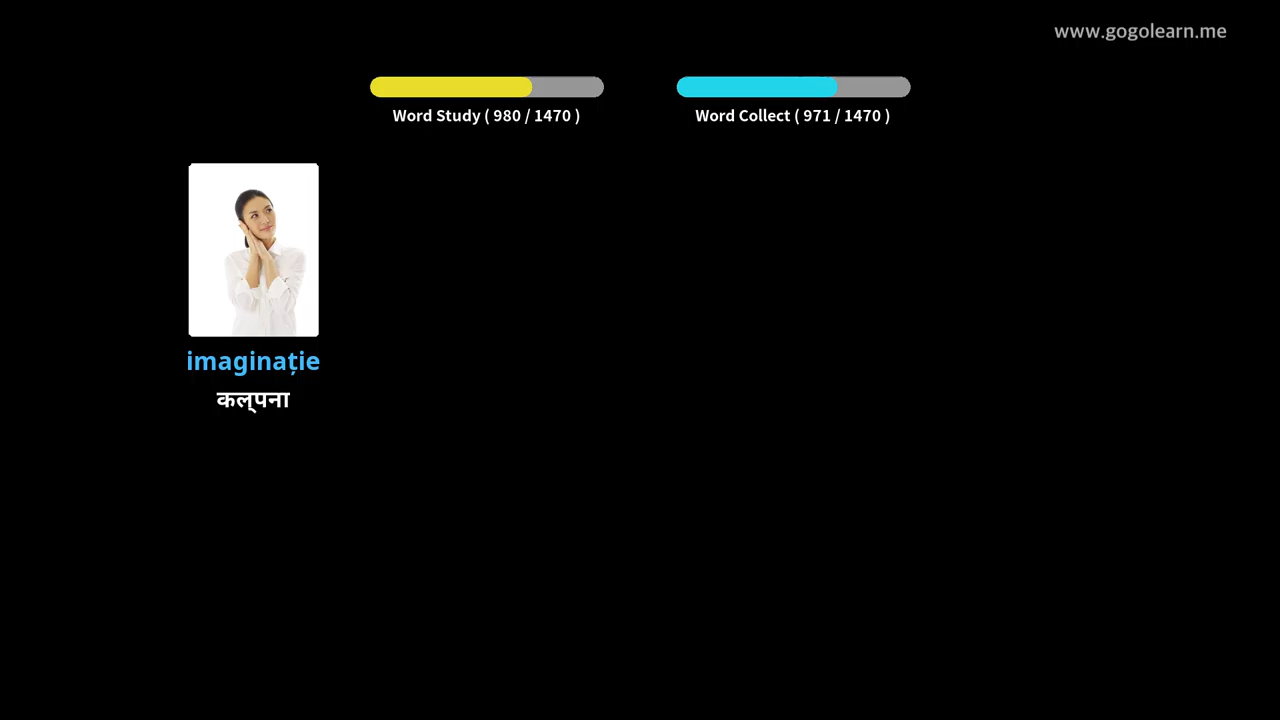 www.gogolearn.me
Word Study ( 980 / 1470 )
Word Collect ( 971 / 1470 )
imaginație
कल्पना